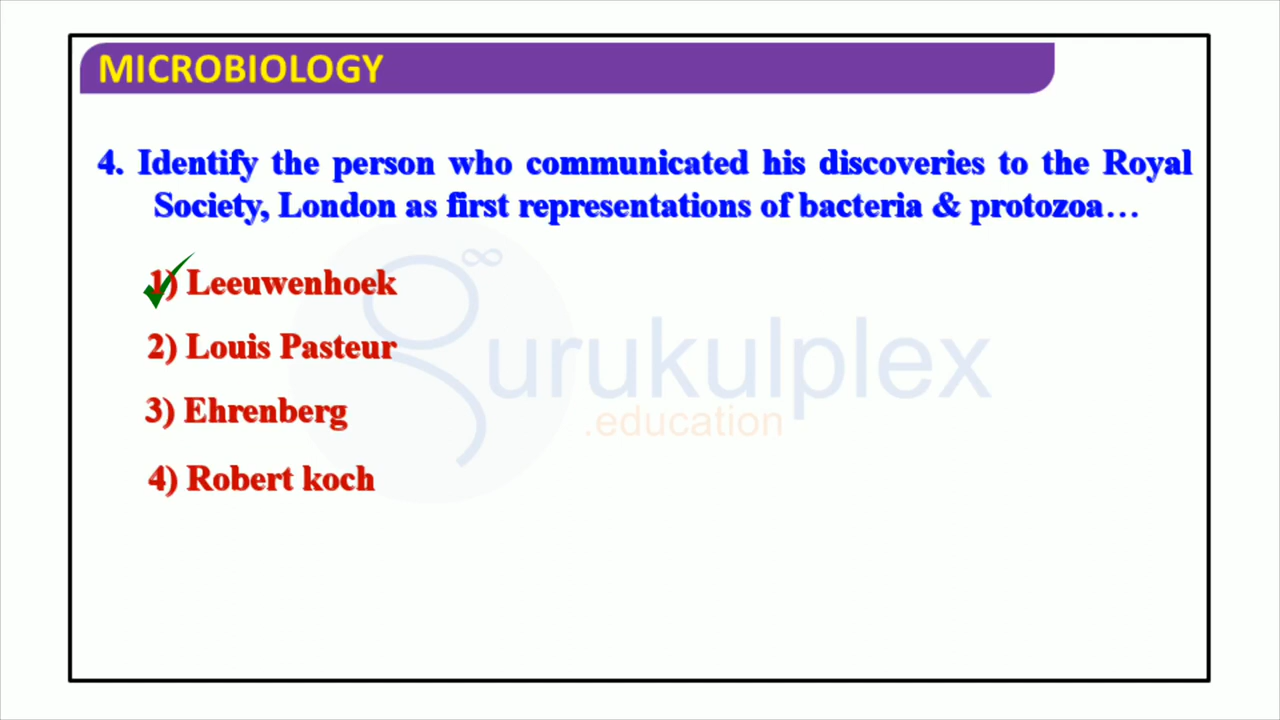 MICROBIOLOGY
4. Identify the person who communicated his discoveries to the Royal
Society, London as first representations of bacteria & protozoa...
1) Leeuwenhoek
2) Louis Pasteur
3) Ehrenberg
4) Robert koch
gurukulplex
.education